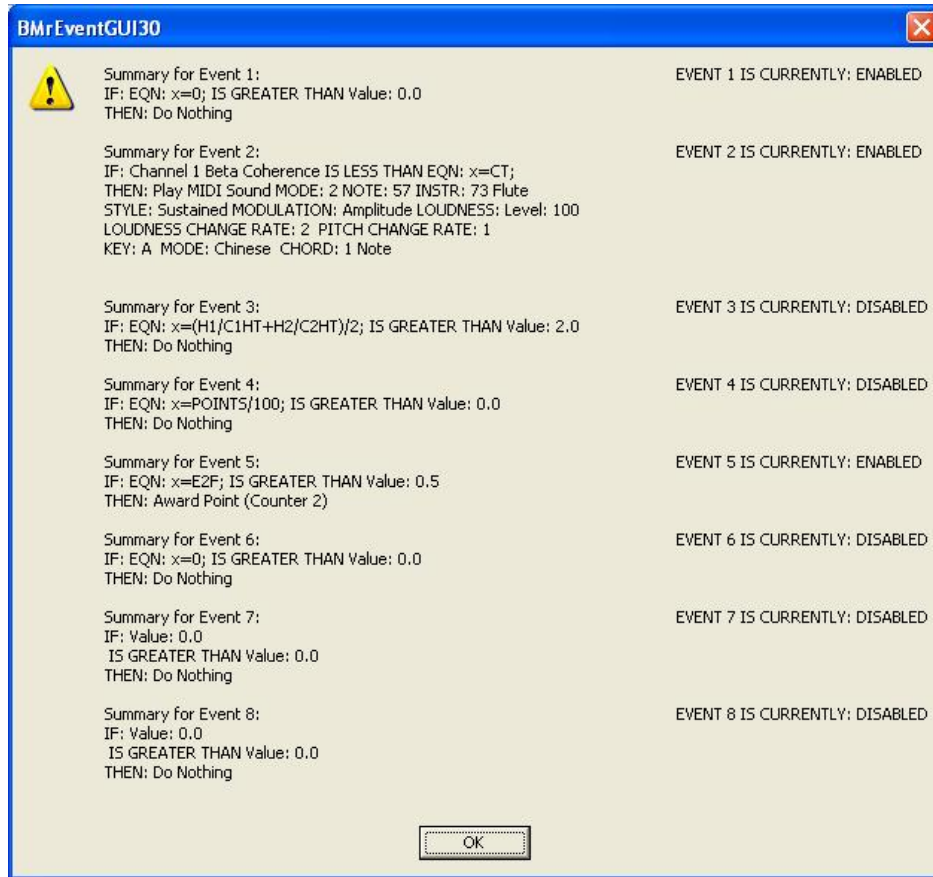 BMrEventGUI30
Summary for Event 1: EVENT 1 IS CURRENTLY: ENABLED
IF: EQN: x=0; IS GREATER THAN Value: 0.0
THEN: Do Nothing
Summary for Event 2: EVENT 2 IS CURRENTLY: ENABLED
IF: Channel 1 Beta Coherence IS LESS THAN EQN: x=CT;
THEN: Play MIDI Sound MODE: 2 NOTE: 57 INSTR: 73 Flute
STYLE: Sustained MODULATION: Amplitude LOUDNESS: Level: 100
LOUDNESS CHANGE RATE: 2 PITCH CHANGE RATE: 1
KEY: A MODE: Chinese CHORD: 1 Note
Summary for Event 3: EVENT 3 IS CURRENTLY: DISABLED
IF: EQN: x=(H1/C1HT+H2/C2HT)/2; IS GREATER THAN Value: 2.0
THEN: Do Nothing
Summary for Event 4: EVENT 4 IS CURRENTLY: DISABLED
IF: EQN: x=POINTS/100; IS GREATER THAN Value: 0.0
THEN: Do Nothing
Summary for Event 5: EVENT 5 IS CURRENTLY: ENABLED
IF: EQN: x=E2F; IS GREATER THAN Value: 0.5
THEN: Award Point (Counter 2)
Summary for Event 6: EVENT 6 IS CURRENTLY: DISABLED
IF: EQN: x=0; IS GREATER THAN Value: 0.0
THEN: Do Nothing
Summary for Event 7: EVENT 7 IS CURRENTLY: DISABLED
IF: Value: 0.0
IS GREATER THAN Value: 0.0
THEN: Do Nothing
Summary for Event 8: EVENT 8 IS CURRENTLY: DISABLED
IF: Value: 0.0
IS GREATER THAN Value: 0.0
THEN: Do Nothing
OK